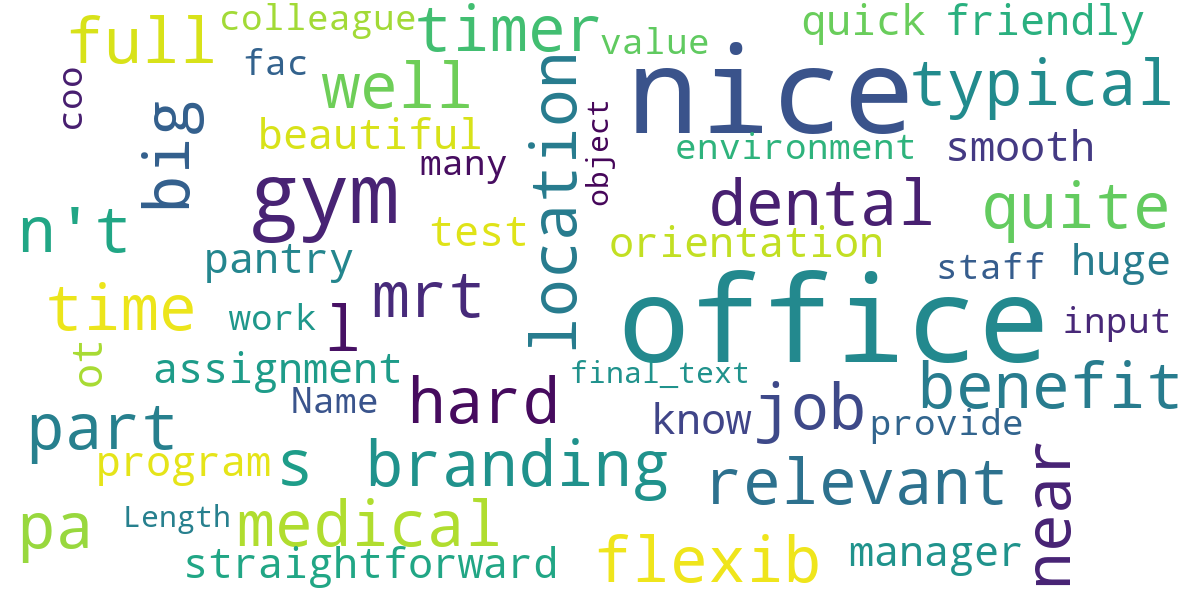 full
colleague
timer
value
quick
friendly
coo
fac
well
location
nice
typical
big
beautiful
many
object
environment
smooth
gym
dental
quite
n't
pantry
test
orientation
staff
huge
time
work
l
mrt
office
input
ot
assignment
Name
hard
final_text
know
job
benefit
provide
part
program
s
branding
relevant
near
pa
Length
medical
straightforward
flexib
manager